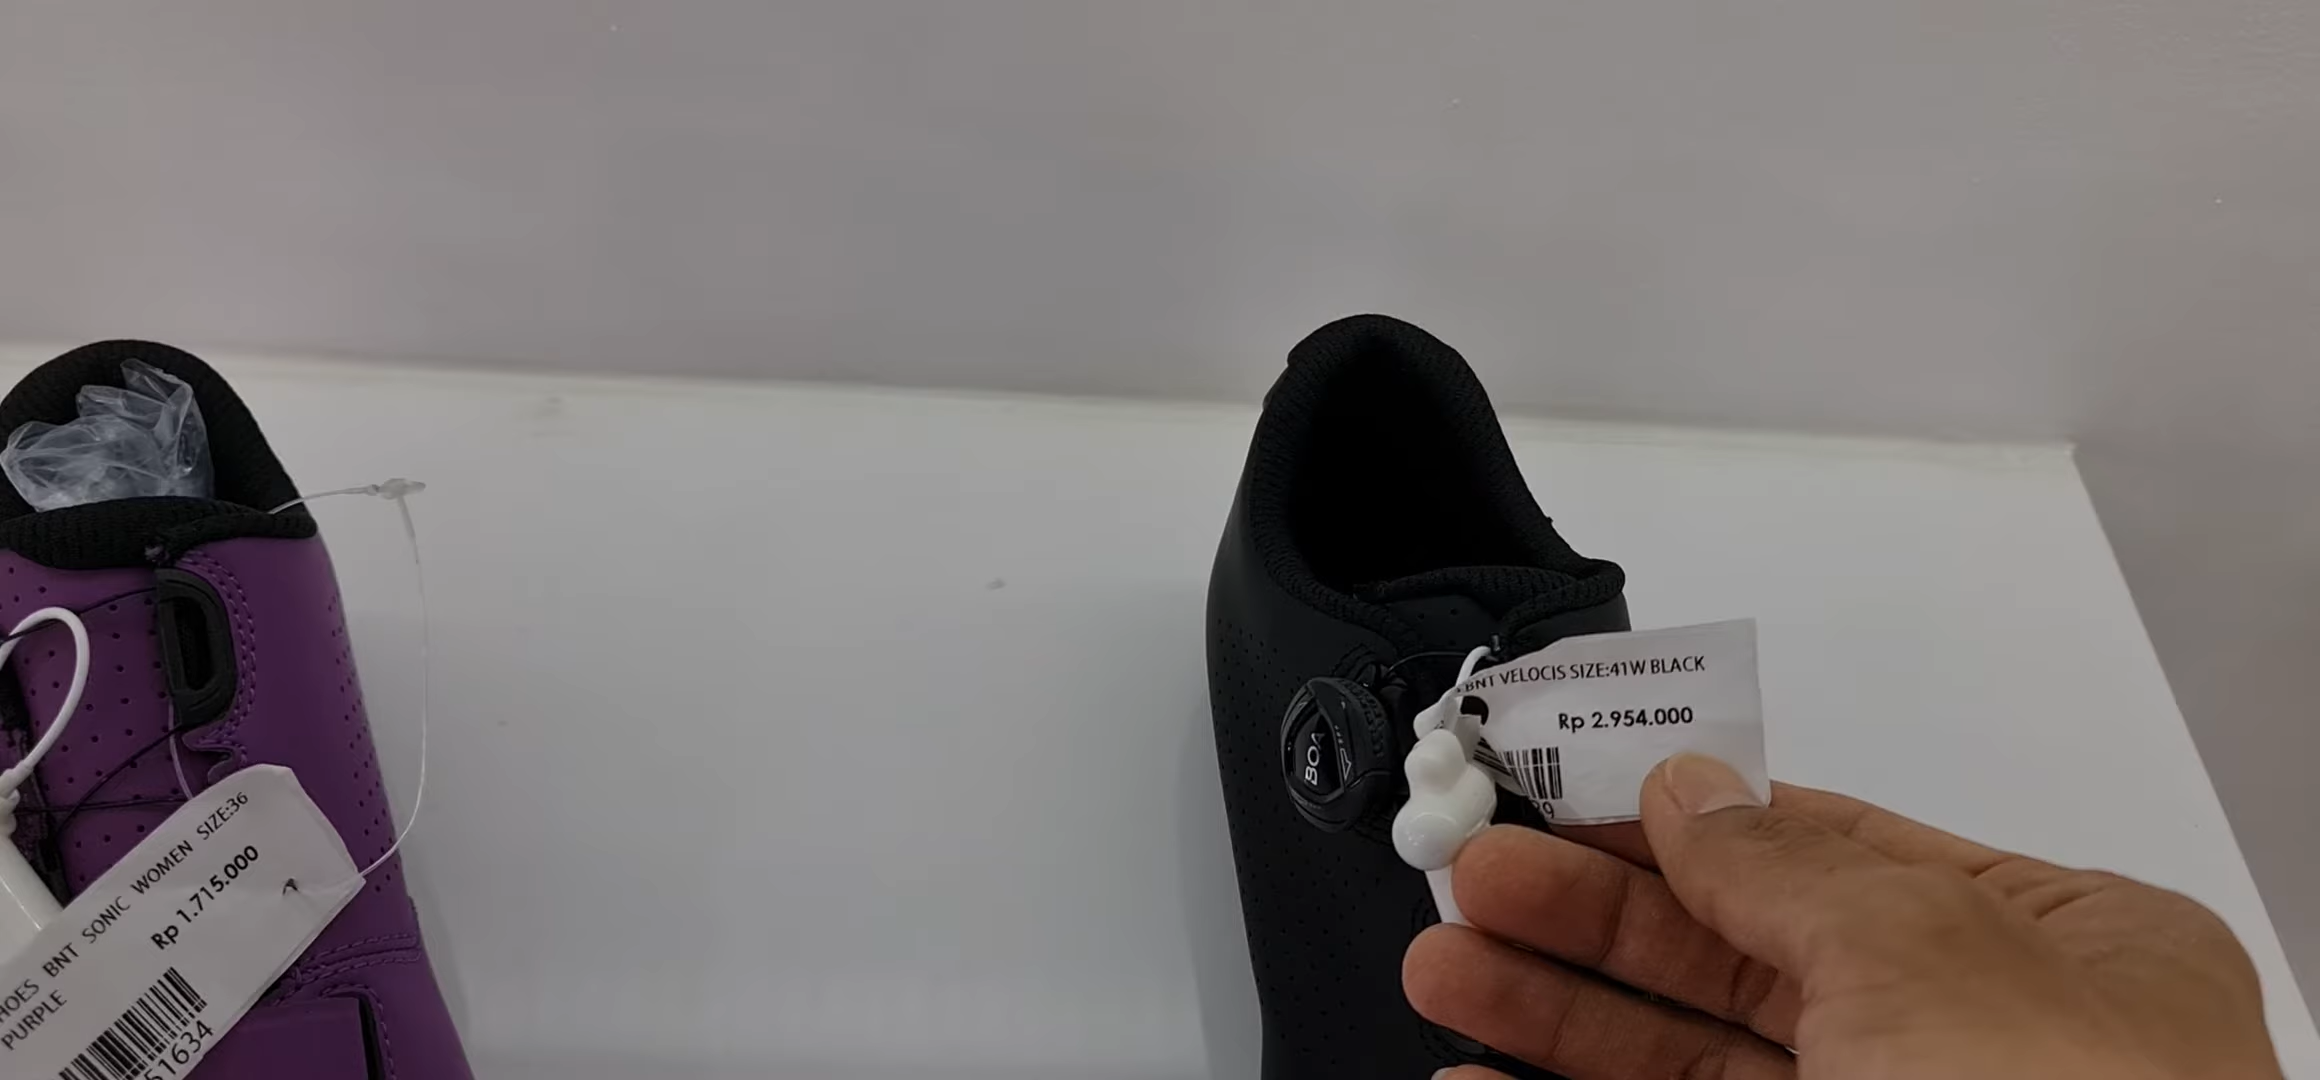 BNT SONIC WOMEN SIZE:36
PURPLE
Rp 1.715.000
51634
BOA
BNT VELOCIS SIZE:41W BLACK
Rp 2.954.000